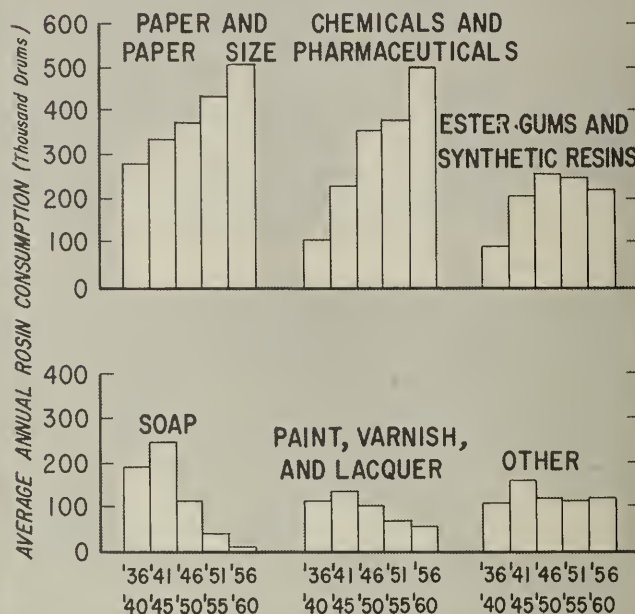 AVERAGE ANNUAL ROSIN CONSUMPTION (Thousand Drums)
600
500
400
300
200
100
0
PAPER AND
PAPER SIZE
CHEMICALS AND
PHARMACEUTICALS
ESTER GUMS AND
SYNTHETIC RESINS
400
300
200
100
0
SOAP
PAINT, VARNISH,
AND LACQUER
OTHER
'36 '41 '46 '51 '56
'40 '45 '50 '55 '60
'36 '41 '46 '51 '56
'40 '45 '50 '55 '60
'36 '41 '46 '51 '56
'40 '45 '50 '55 '60